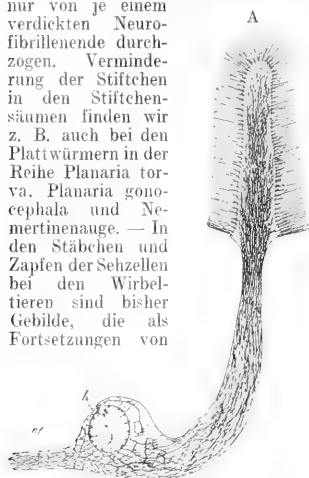 nur von je einem
verdickten Neuro-
fibrillenende durch-
zogen. Verminde-
rung der Stiftchen
in den Stiftchen-
säumen finden wir
z. B. auch bei den
Plattwürmern in der
Reihe Planaria tor-
va, Planaria gono-
cephala und Ne-
mertinenauge. — In
den Stäbchen und
Zapfen der Sehzellen
bei den Wirbel-
tieren sind bisher
Gebilde, die als
Fortsetzungen von
A
k